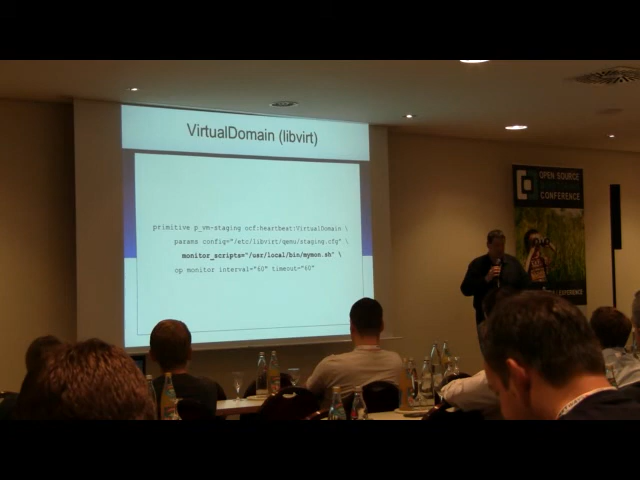 VirtualDomain (libvirt)
primitive p_vm-staging ocf:heartbeat:VirtualDomain \
params config="/etc/libvirt/qemu/staging.cfg" \
monitor_scripts="/usr/local/bin/mymon.sh" \
op monitor interval="60" timeout="60"
OPEN SOURCE
CONFERENCE
EXPERIENCE